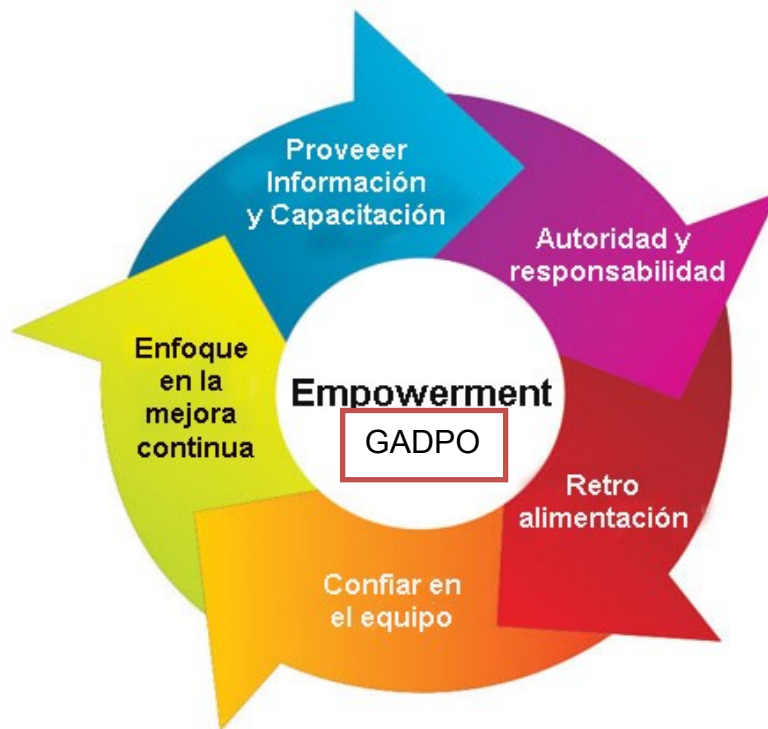 Proveeer
Información
y Capacitación
Autoridad y
responsabilidad
Retro
alimentación
Confiar en
el equipo
Enfoque
en la
mejora
continua
Empowerment
GADPO